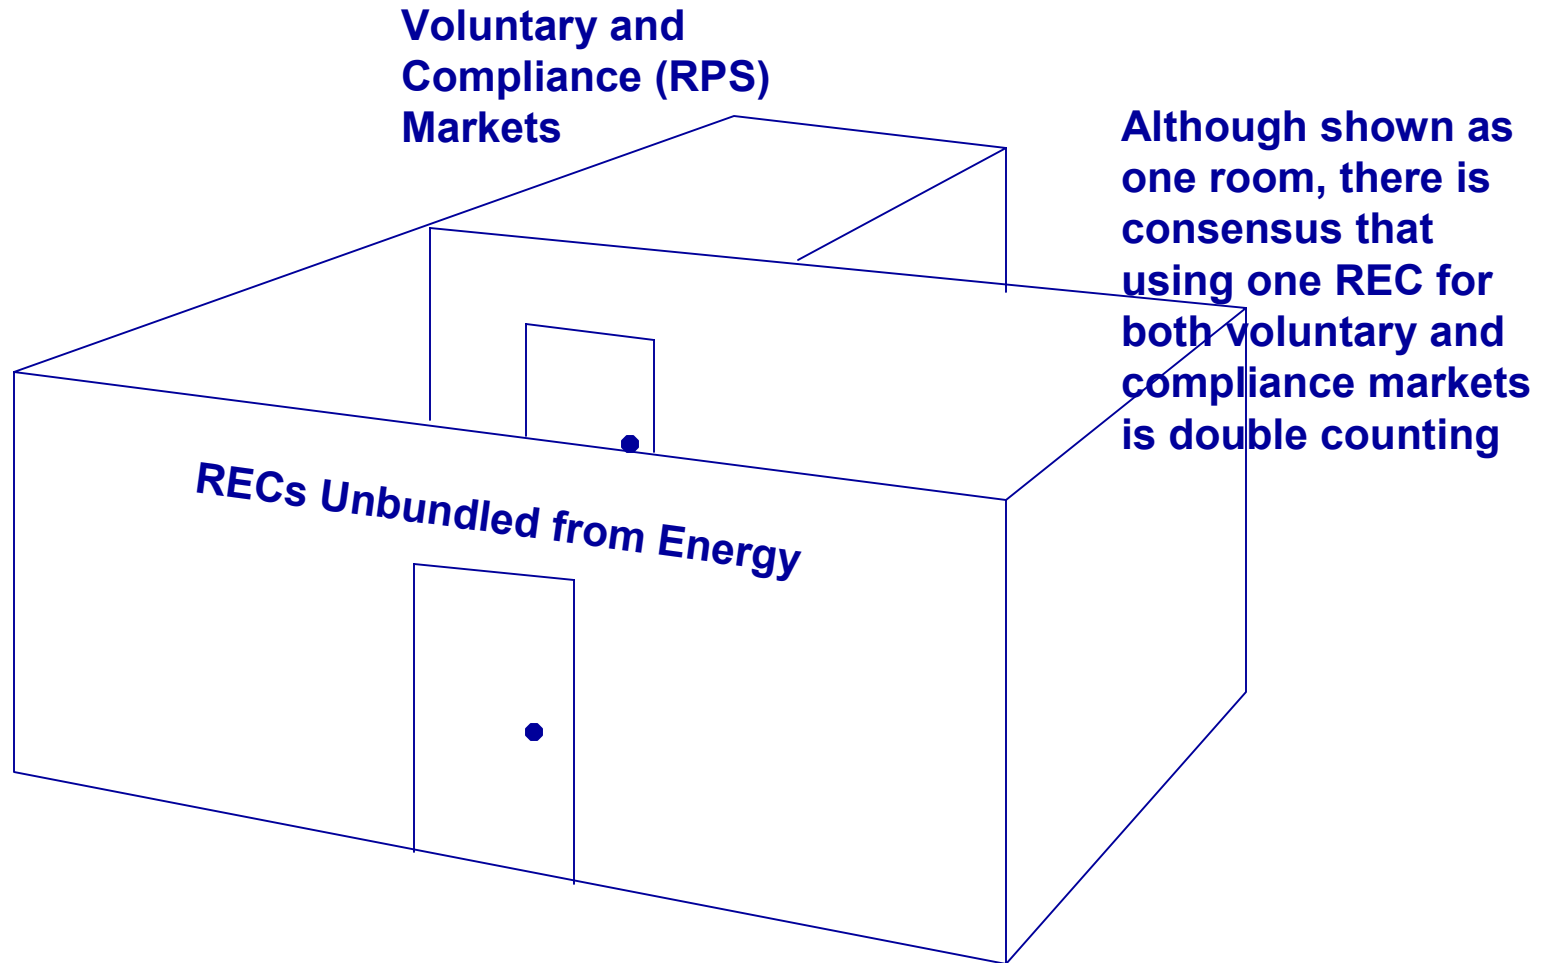 Voluntary and
Compliance (RPS)
Markets
Although shown as
one room, there is
consensus that
using one REC for
both voluntary and
compliance markets
is double counting
RECs Unbundled from Energy